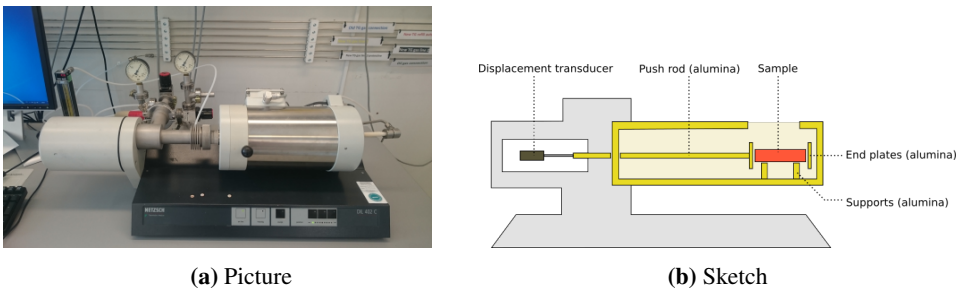 NETZSCH
DIL 402 C
Displacement transducer
Push rod (alumina)
Sample
End plates (alumina)
Supports (alumina)
(a) Picture
(b) Sketch